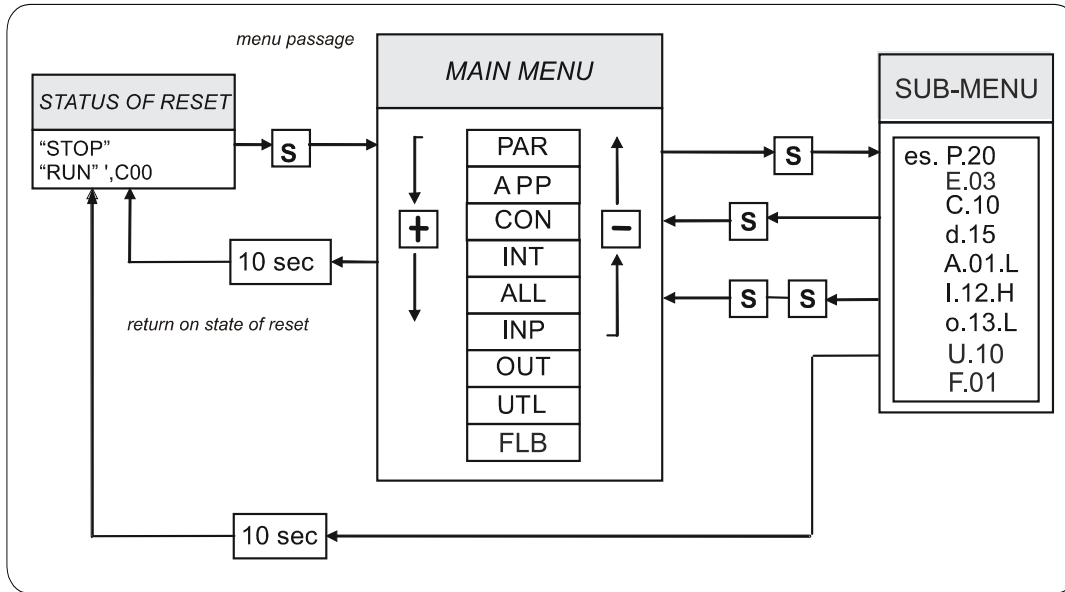 menu passage
STATUS OF RESET
“STOP”
“RUN” ',C00
S
10 sec
return on state of reset
MAIN MENU
+
PAR
APP
CON
INT
ALL
INP
OUT
UTL
FLB
−
S
S
S S
SUB-MENU
es. P.20
E.03
C.10
d.15
A.01.L
I.12.H
o.13.L
U.10
F.01
10 sec